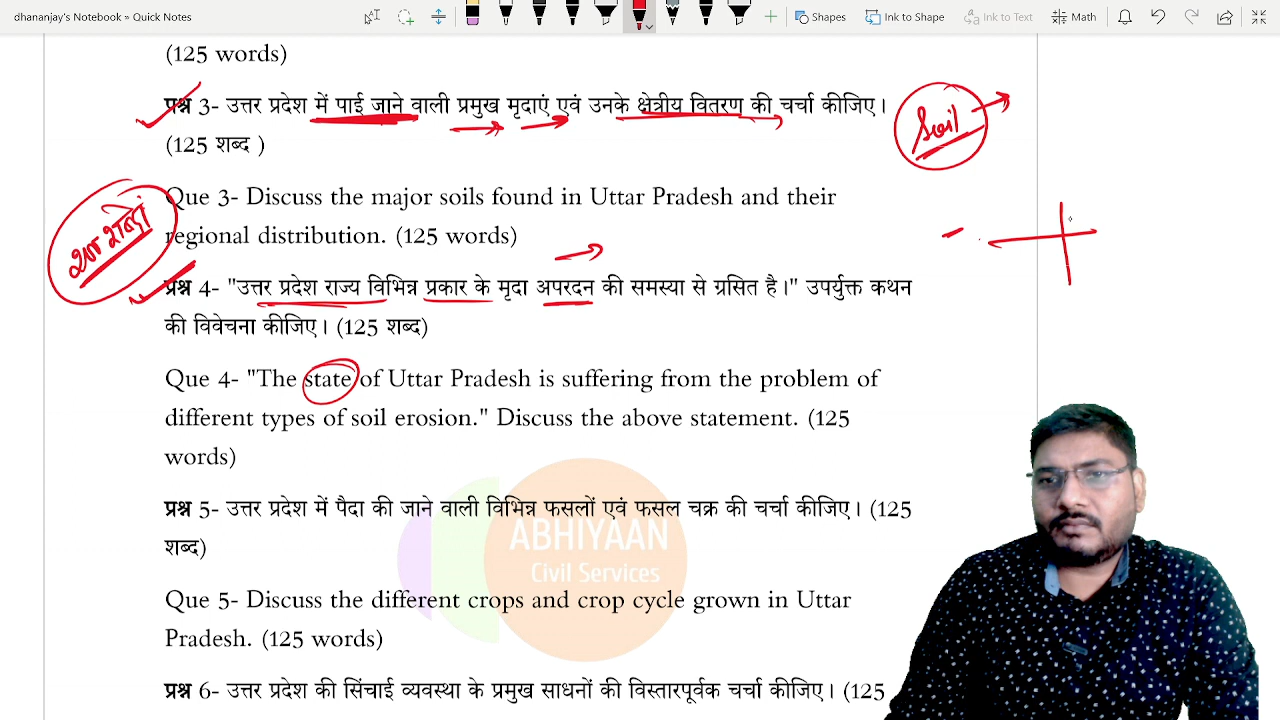 dhananjay's Notebook » Quick Notes
Shapes
Ink to Shape
Ink to Text
Math
(125 words)
प्रश्न 3- उत्तर प्रदेश में पाई जाने वाली प्रमुख मृदाएं एवं उनके क्षेत्रीय वितरण की चर्चा कीजिए।
Soil
(125 शब्द )
Que 3- Discuss the major soils found in Uttar Pradesh and their
regional distribution. (125 words)
प्रश्न 4- "उत्तर प्रदेश राज्य विभिन्न प्रकार के मृदा अपरदन की समस्या से ग्रसित है।" उपर्युक्त कथन
की विवेचना कीजिए। (125 शब्द)
Que 4- "The state of Uttar Pradesh is suffering from the problem of
different types of soil erosion." Discuss the above statement. (125
words)
प्रश्न 5- उत्तर प्रदेश में पैदा की जाने वाली विभिन्न फसलों एवं फसल चक्र की चर्चा कीजिए। (125
शब्द)
ABHIYAAN
Civil Services
Que 5- Discuss the different crops and crop cycle grown in Uttar
Pradesh. (125 words)
प्रश्न 6- उत्तर प्रदेश की सिंचाई व्यवस्था के प्रमुख साधनों की विस्तारपूर्वक चर्चा कीजिए। (125